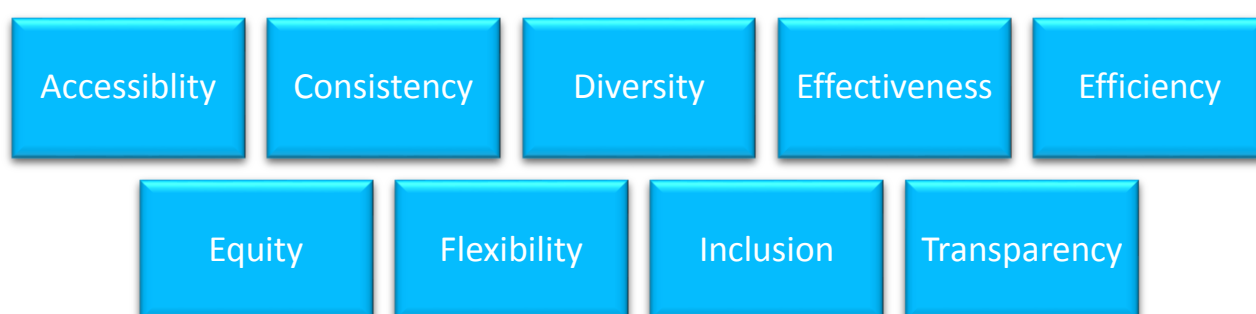 Accessiblity Consistency Diversity Effectiveness Efficiency
Equity Flexibility Inclusion Transparency